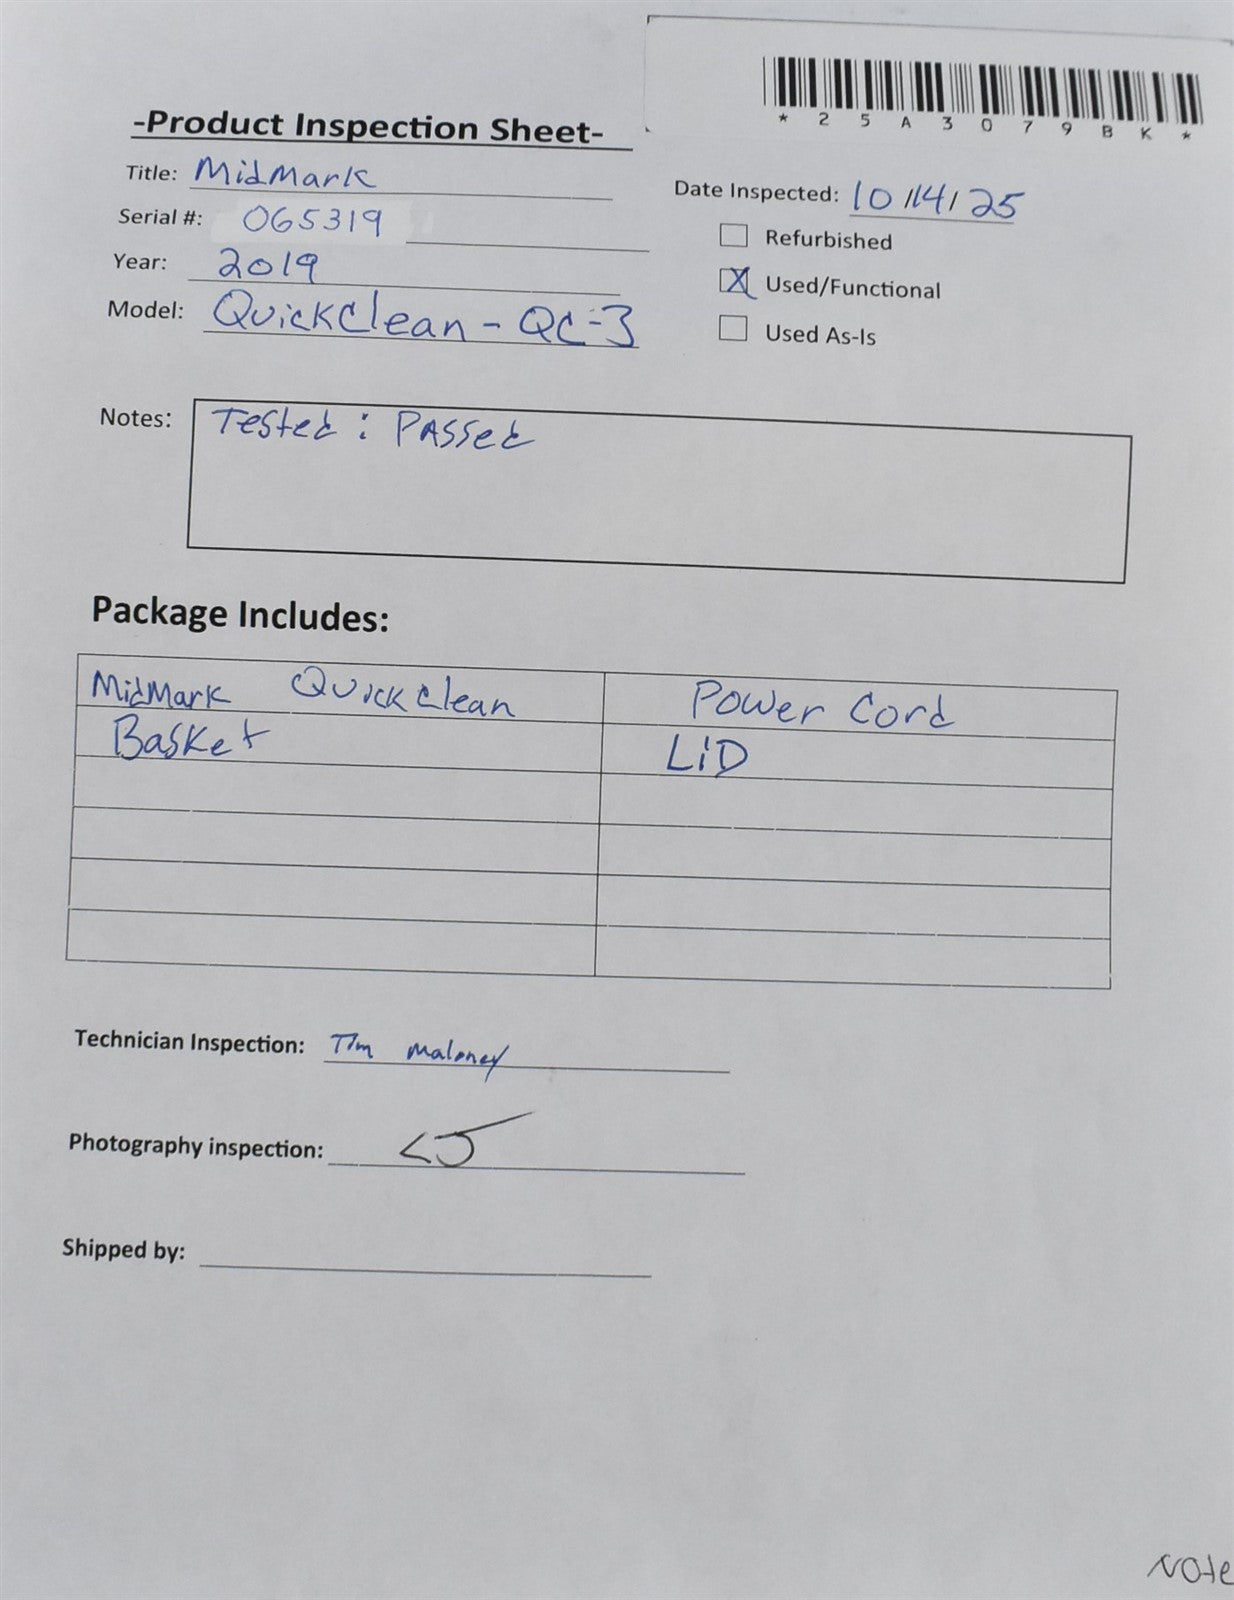 *25A3079BK*
-Product Inspection Sheet-
Title: MidMark
Date Inspected: 10/14/25
Serial #: 065319
Refurbished
Year: 2019
X Used/Functional
Model: QuickClean - QC-3
Used As-Is
Notes: Tested: PASSed
Package Includes:
MidMark QuickClean Power Cord
Basket LiD
Technician Inspection: Tim Maloney
Photography inspection:
Shipped by:
Note